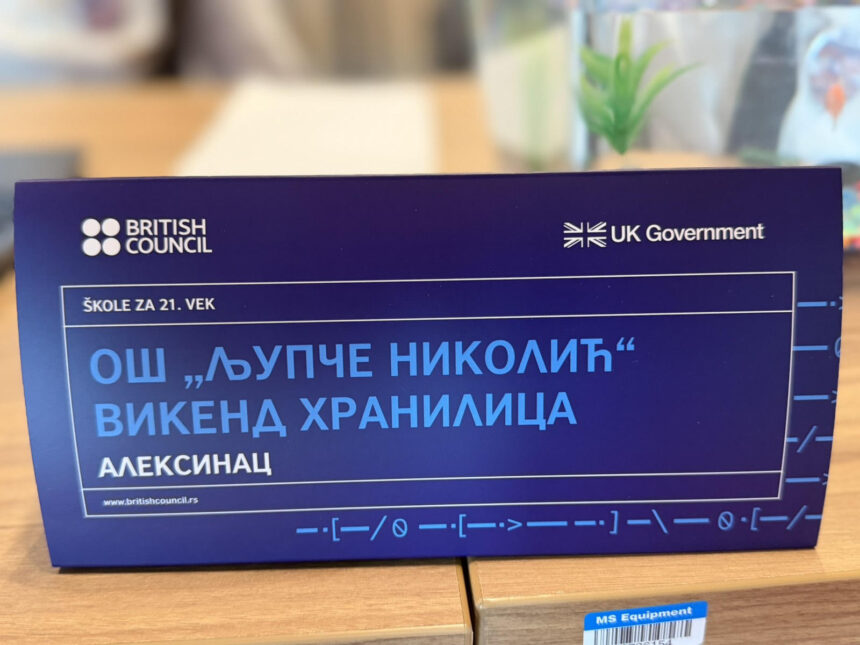 BRITISH
COUNCIL
UK Government
ŠKOLE ZA 21. VEK
ОШ „ЉУПЧЕ НИКОЛИЋ“
ВИКЕНД ХРАНИЛИЦА
АЛЕКСИНАЦ
www.britishcouncil.rs
MS Equipment